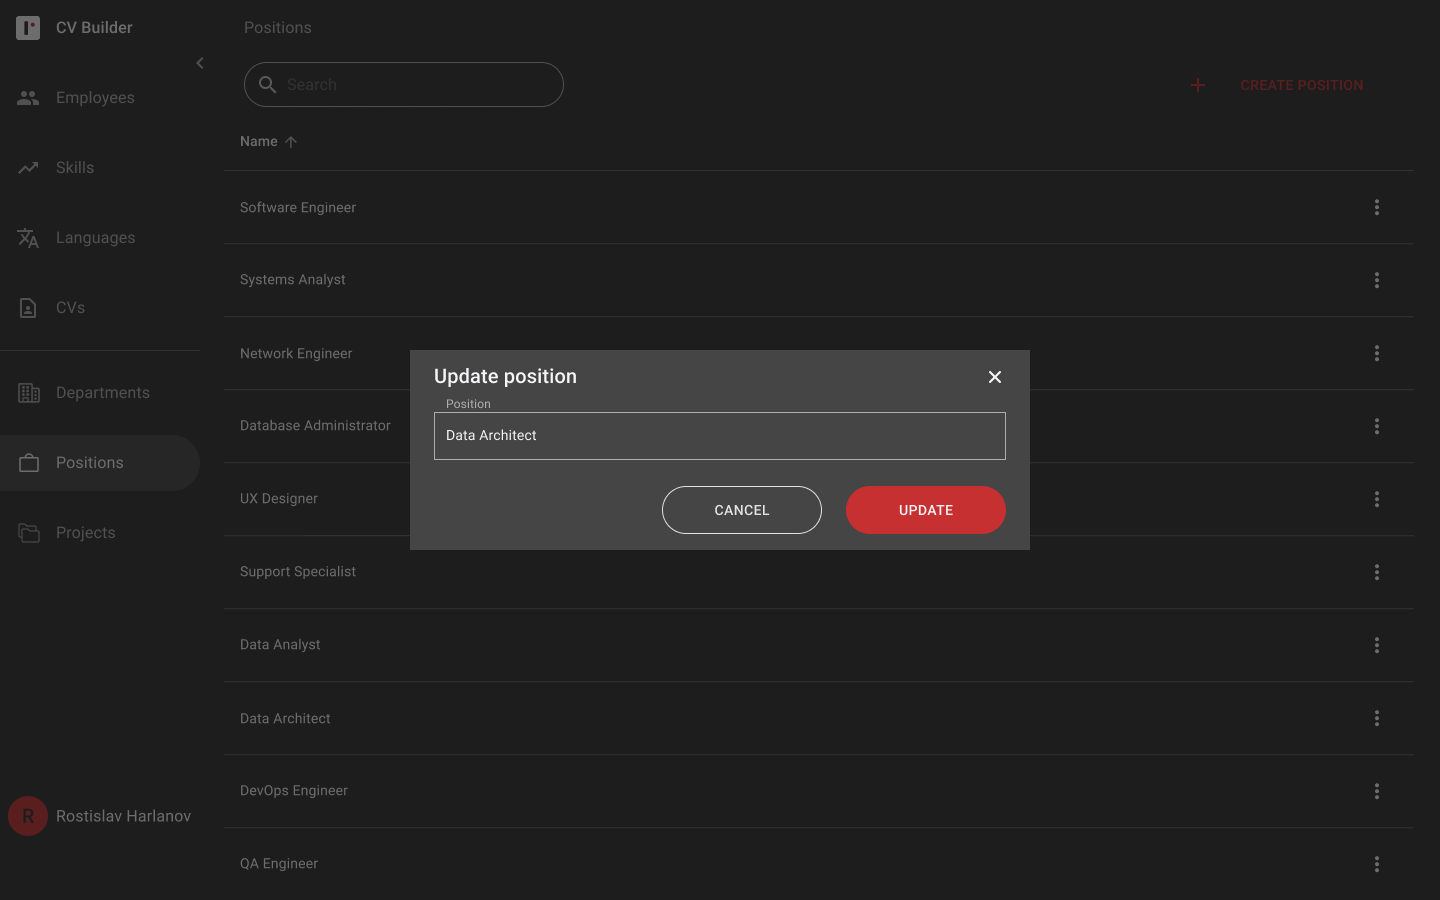 CV Builder
Positions
Employees
Search
CREATE POSITION
Name
Skills
Software Engineer
Languages
Systems Analyst
CVs
Network Engineer
Update position
Departments
Position
Database Administrator
Data Architect
Positions
UX Designer
CANCEL
UPDATE
Projects
Support Specialist
Data Analyst
Data Architect
DevOps Engineer
R
Rostislav Harlanov
QA Engineer